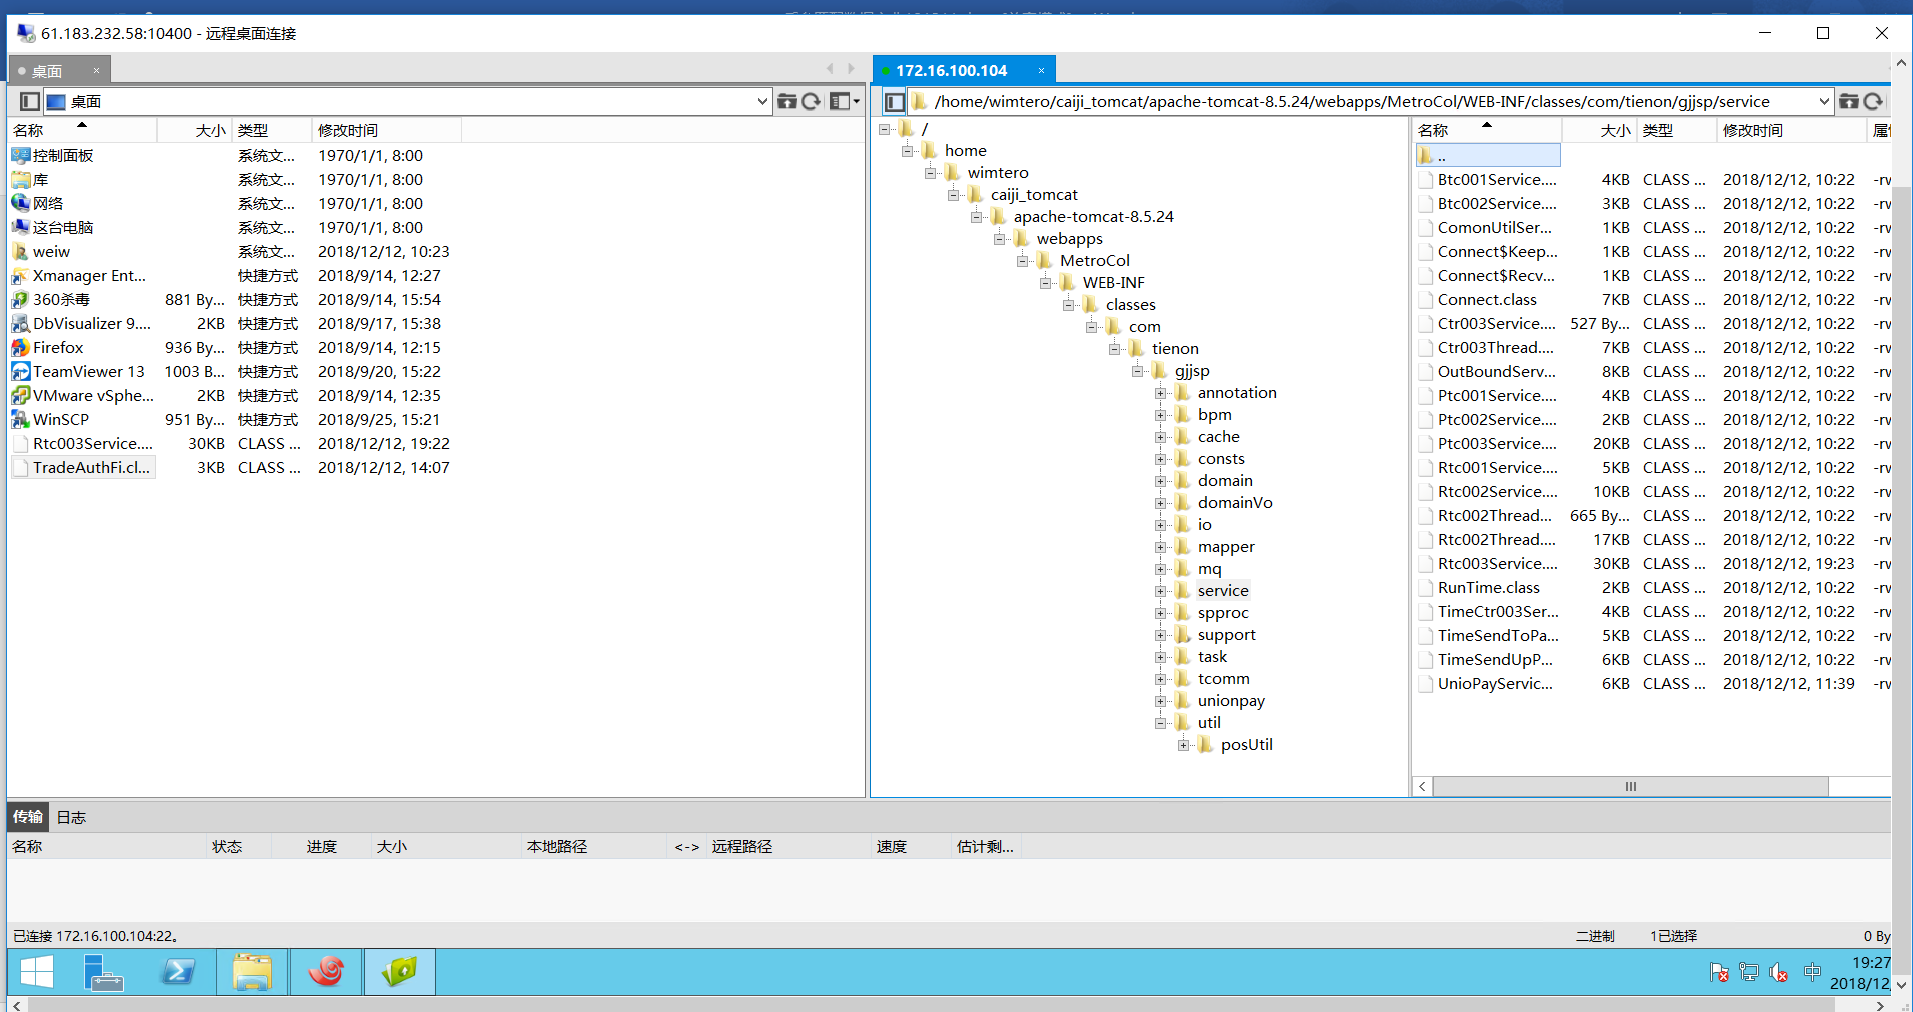 61.183.232.58:10400 - 远程桌面连接
桌面
桌面
名称 大小 类型 修改时间
控制面板 系统文... 1970/1/1, 8:00
库 系统文... 1970/1/1, 8:00
网络 系统文... 1970/1/1, 8:00
这台电脑 系统文... 1970/1/1, 8:00
weiw 系统文... 2018/12/12, 10:23
Xmanager Ent... 快捷方式 2018/9/14, 12:27
360杀毒 881 By... 快捷方式 2018/9/14, 15:54
DbVisualizer 9.... 2KB 快捷方式 2018/9/17, 15:38
Firefox 936 By... 快捷方式 2018/9/14, 12:15
TeamViewer 13 1003 B... 快捷方式 2018/9/20, 15:22
VMware vSphe... 2KB 快捷方式 2018/9/14, 12:35
WinSCP 951 By... 快捷方式 2018/9/25, 15:21
Rtc003Service.... 30KB CLASS ... 2018/12/12, 19:22
TradeAuthFi.cl... 3KB CLASS ... 2018/12/12, 14:07
172.16.100.104
/home/wimtero/caiji_tomcat/apache-tomcat-8.5.24/webapps/MetroCol/WEB-INF/classes/com/tienon/gjjsp/service
/
home
wimtero
caiji_tomcat
apache-tomcat-8.5.24
webapps
MetroCol
WEB-INF
classes
com
tienon
gjjsp
annotation
bpm
cache
consts
domain
domainVo
io
mapper
mq
service
spproc
support
task
tcomm
unionpay
util
posUtil
名称 大小 类型 修改时间 属
..
Btc001Service.... 4KB CLASS ... 2018/12/12, 10:22 -rw
Btc002Service.... 3KB CLASS ... 2018/12/12, 10:22 -rw
ComonUtilSer... 1KB CLASS ... 2018/12/12, 10:22 -rw
Connect$Keep... 1KB CLASS ... 2018/12/12, 10:22 -rw
Connect$Recv... 1KB CLASS ... 2018/12/12, 10:22 -rw
Connect.class 7KB CLASS ... 2018/12/12, 10:22 -rw
Ctr003Service.... 527 By... CLASS ... 2018/12/12, 10:22 -rw
Ctr003Thread.... 7KB CLASS ... 2018/12/12, 10:22 -rw
OutBoundServ... 8KB CLASS ... 2018/12/12, 10:22 -rw
Ptc001Service.... 4KB CLASS ... 2018/12/12, 10:22 -rw
Ptc002Service.... 2KB CLASS ... 2018/12/12, 10:22 -rw
Ptc003Service.... 20KB CLASS ... 2018/12/12, 10:22 -rw
Rtc001Service.... 5KB CLASS ... 2018/12/12, 10:22 -rw
Rtc002Service.... 10KB CLASS ... 2018/12/12, 10:22 -rw
Rtc002Thread... 665 By... CLASS ... 2018/12/12, 10:22 -rw
Rtc002Thread.... 17KB CLASS ... 2018/12/12, 10:22 -rw
Rtc003Service.... 30KB CLASS ... 2018/12/12, 19:23 -rw
RunTime.class 2KB CLASS ... 2018/12/12, 10:22 -rw
TimeCtr003Ser... 4KB CLASS ... 2018/12/12, 10:22 -rw
TimeSendToPa... 5KB CLASS ... 2018/12/12, 10:22 -rw
TimeSendUpP... 6KB CLASS ... 2018/12/12, 10:22 -rw
UnioPayServic... 6KB CLASS ... 2018/12/12, 11:39 -rw
传输 日志
名称 状态 进度 大小 本地路径 <-> 远程路径 速度 估计剩...
已连接 172.16.100.104:22。 二进制 1已选择 0 By
中 19:27
2018/12/